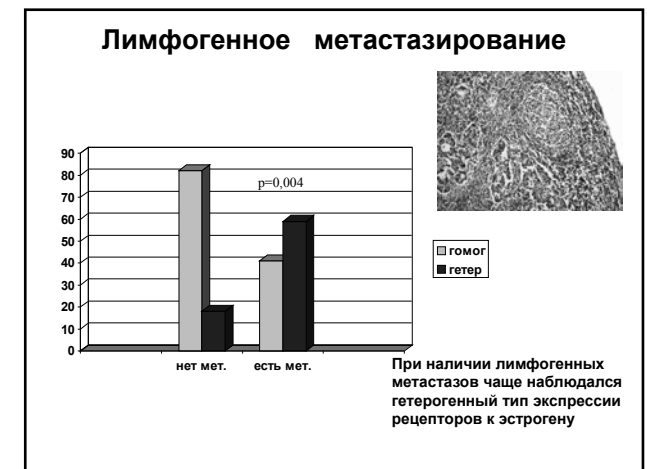 Лимфогенное метастазирование
90
80
70
60
50
40
30
20
10
0
p=0,004
нет мет. есть мет.
гомог
гетер
При наличии лимфогенных
метастазов чаще наблюдался
гетерогенный тип экспрессии
рецепторов к эстрогену